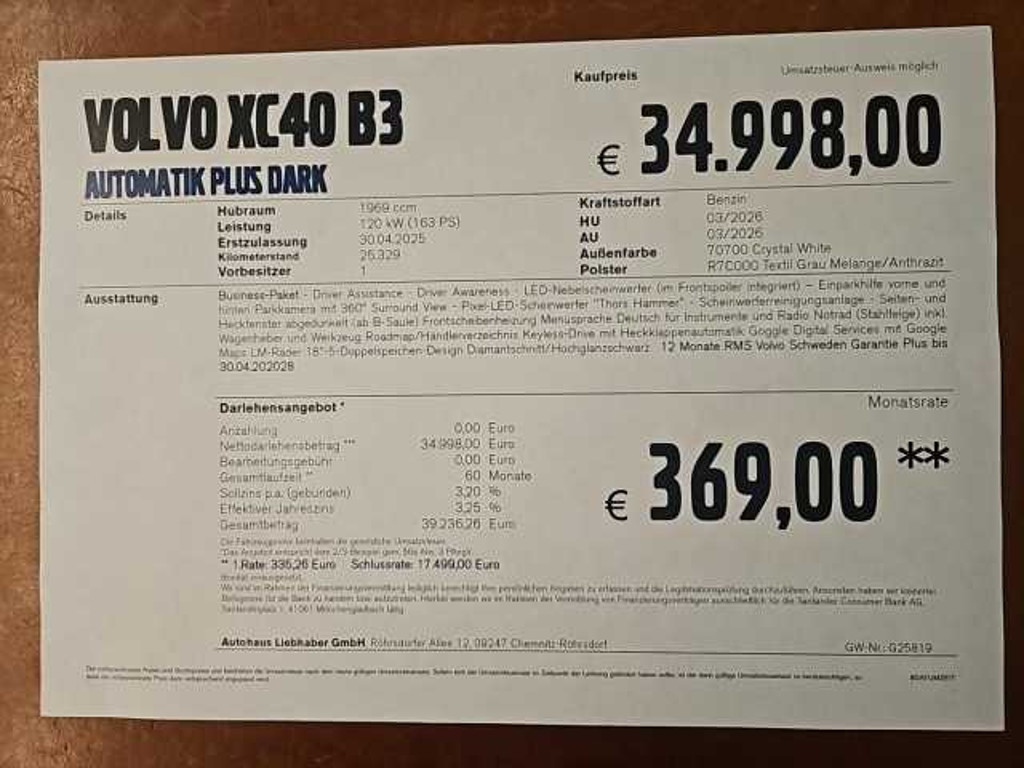 Kaufpreis
Umsatzsteuer-Ausweis möglich
VOLVO XC40 B3
€ 34.998,00
AUTOMATIK PLUS DARK
Details
Hubraum 1969 ccm
Leistung 120 kW (163 PS)
Erstzulassung 30.04.2025
Kilometerstand 25.329
Vorbesitzer 1
Kraftstoffart Benzin
HU 03/2026
AU 03/2026
Außenfarbe 70700 Crystal White
Polster R7C000 Textil Grau Melange/Anthrazit
Ausstattung
Business-Paket - Driver Assistance - Driver Awareness - LED-Nebelscheinwerfer (im Frontspoiler integriert) – Einparkhilfe vorne und
hinten Parkkamera mit 360° Surround View - Pixel-LED-Scheinwerfer "Thors Hammer" - Scheinwerferreinigungsanlage - Seiten- und
Heckfenster abgedunkelt (ab B-Säule) Frontscheibenheizung Menüsprache Deutsch für Instrumente und Radio Notrad (Stahlfelge) inkl.
Wagenheber und Werkzeug Roadmap/Handlerverzeichnis Keyless-Drive mit Heckklappenautomatik Goggle Digital Services mit Google
Maps LM-Räder 18"-5-Doppelspeichen-Design Diamantschnitt/Hochglanzschwarz 12 Monate RMS Volvo Schweden Garantie Plus bis
30.04.202028
Darlehensangebot *
Monatsrate
Anzahlung 0,00 Euro
Nettodarlehensbetrag *** 34.998,00 Euro
Bearbeitungsgebühr 0,00 Euro
Gesamtlaufzeit ** 60 Monate
Sollzins p.a. (gebunden) 3,20 %
Effektiver Jahreszins 3,25 %
Gesamtbetrag 39.236,26 Euro
€ 369,00 **
** 1.Rate: 335,26 Euro Schlussrate: 17.499,00 Euro
Autohaus Liebhaber GmbH Röhrsdorfer Allee 12, 09247 Chemnitz-Röhrsdorf
GW-Nr.: G25819